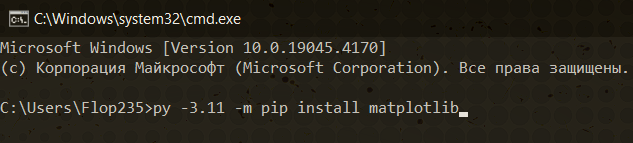 C:\Windows\system32\cmd.exe
Microsoft Windows [Version 10.0.19045.4170]
(c) Корпорация Майкрософт (Microsoft Corporation). Все права защищены.
C:\Users\Flop235>py -3.11 -m pip install matplotlib